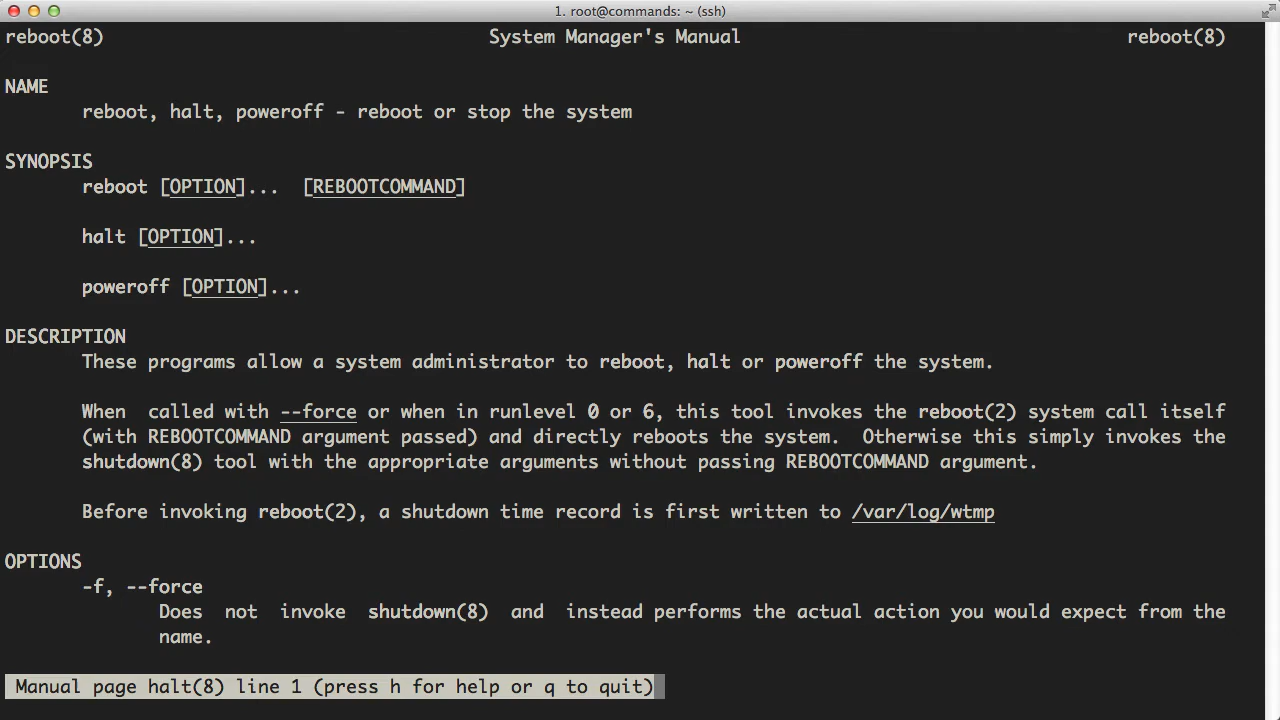 1. root@commands: ~ (ssh)
reboot(8) System Manager's Manual reboot(8)
NAME
reboot, halt, poweroff - reboot or stop the system
SYNOPSIS
reboot [OPTION]... [REBOOTCOMMAND]
halt [OPTION]...
poweroff [OPTION]...
DESCRIPTION
These programs allow a system administrator to reboot, halt or poweroff the system.
When called with --force or when in runlevel 0 or 6, this tool invokes the reboot(2) system call itself
(with REBOOTCOMMAND argument passed) and directly reboots the system. Otherwise this simply invokes the
shutdown(8) tool with the appropriate arguments without passing REBOOTCOMMAND argument.
Before invoking reboot(2), a shutdown time record is first written to /var/log/wtmp
OPTIONS
-f, --force
Does not invoke shutdown(8) and instead performs the actual action you would expect from the
name.
Manual page halt(8) line 1 (press h for help or q to quit)